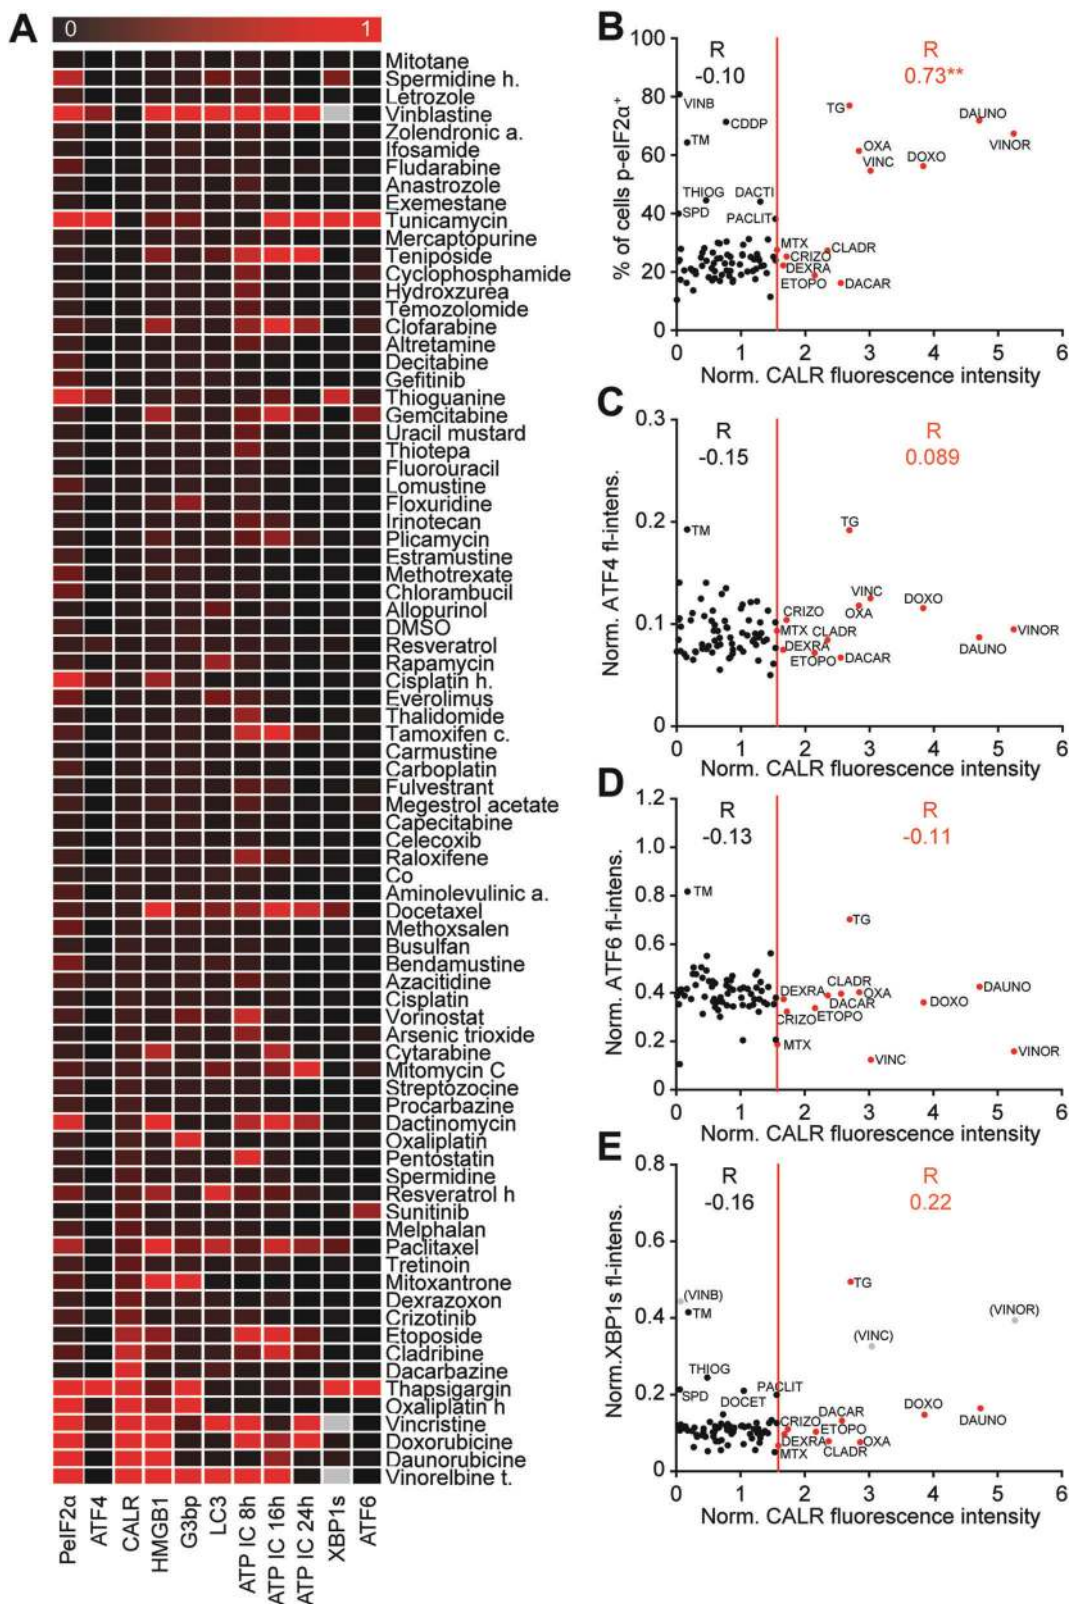 A
0 1
Mitotane
Spermidine h.
Letrozole
Vinblastine
Zolendronic a.
Ifosamide
Fludarabine
Anastrozole
Exemestane
Tunicamycin
Mercaptopurine
Teniposide
Cyclophosphamide
Hydroxzurea
Temozolomide
Clofarabine
Altretamine
Decitabine
Gefitinib
Thioguanine
Gemcitabine
Uracil mustard
Thiotepa
Fluorouracil
Lomustine
Floxuridine
Irinotecan
Plicamycin
Estramustine
Methotrexate
Chlorambucil
Allopurinol
DMSO
Resveratrol
Rapamycin
Cisplatin h.
Everolimus
Thalidomide
Tamoxifen c.
Carmustine
Carboplatin
Fulvestrant
Megestrol acetate
Capecitabine
Celecoxib
Raloxifene
Co
Aminolevulinic a.
Docetaxel
Methoxsalen
Busulfan
Bendamustine
Azacitidine
Cisplatin
Vorinostat
Arsenic trioxide
Cytarabine
Mitomycin C
Streptozocine
Procarbazine
Dactinomycin
Oxaliplatin
Pentostatin
Spermidine
Resveratrol h
Sunitinib
Melphalan
Paclitaxel
Tretinoin
Mitoxantrone
Dexrazoxon
Crizotinib
Etoposide
Cladribine
Dacarbazine
Thapsigargin
Oxaliplatin h
Vincristine
Doxorubicine
Daunorubicine
Vinorelbine t.
PeIF2α
ATF4
CALR
HMGB1
G3bp
LC3
ATP IC 8h
ATP IC 16h
ATP IC 24h
XBP1s
ATF6
B
% of cells p-eIF2α+
100
80
60
40
20
0
R
-0.10
R
0.73**
VINB
CDDP
TM
THIOG
DACTI
SPD
PACLIT
TG
DAUNO
VINOR
OXA
VINC
DOXO
MTX
CLADR
CRIZO
DEXRA
ETOPO
DACAR
0 1 2 3 4 5 6
Norm. CALR fluorescence intensity
C
Norm. ATF4 fl-intens.
0.3
0.2
0.1
0
R
-0.15
R
0.089
TM
TG
VINC
OXA
DOXO
CRIZO
MTX
CLADR
DEXRA
ETOPO
DACAR
DAUNO
VINOR
0 1 2 3 4 5 6
Norm. CALR fluorescence intensity
D
Norm. ATF6 fl-intens.
1.2
1.0
0.8
0.6
0.4
0.2
0
R
-0.13
R
-0.11
TM
TG
CLADR
DEXRA
OXA
DACAR
CRIZO
ETOPO
DOXO
DAUNO
MTX
VINC
VINOR
0 1 2 3 4 5 6
Norm. CALR fluorescence intensity
E
Norm.XBP1s fl-intens.
0.8
0.6
0.4
0.2
0
R
-0.16
R
0.22
(VINB)
TM
TG
(VINOR)
(VINC)
THIOG
SPD
PACLIT
DOCET
DACAR
CRIZO
ETOPO
DEXRA
MTX
CLADR
OXA
DOXO
DAUNO
0 1 2 3 4 5 6
Norm. CALR fluorescence intensity